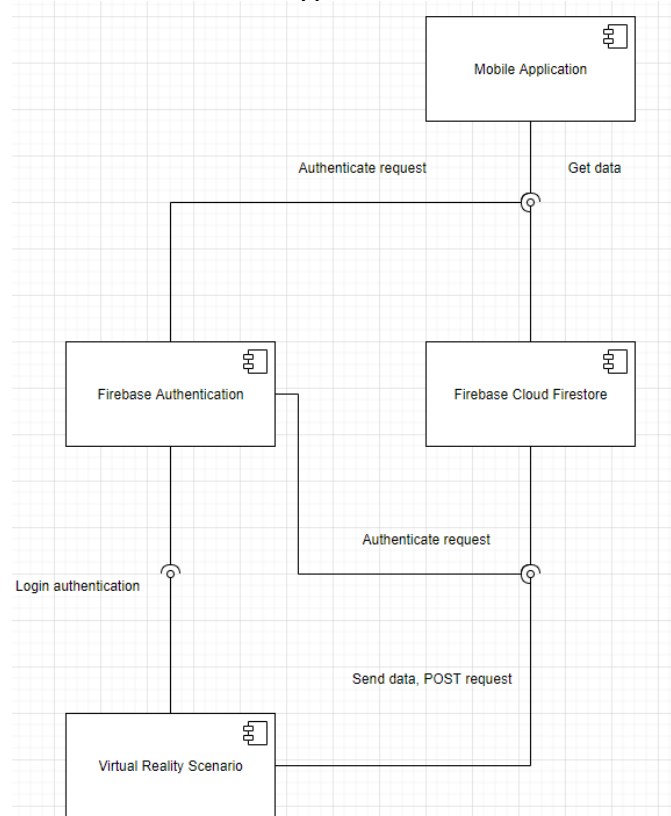 Mobile Application
Authenticate request
Get data
Firebase Authentication
Firebase Cloud Firestore
Authenticate request
Login authentication
Send data, POST request
Virtual Reality Scenario